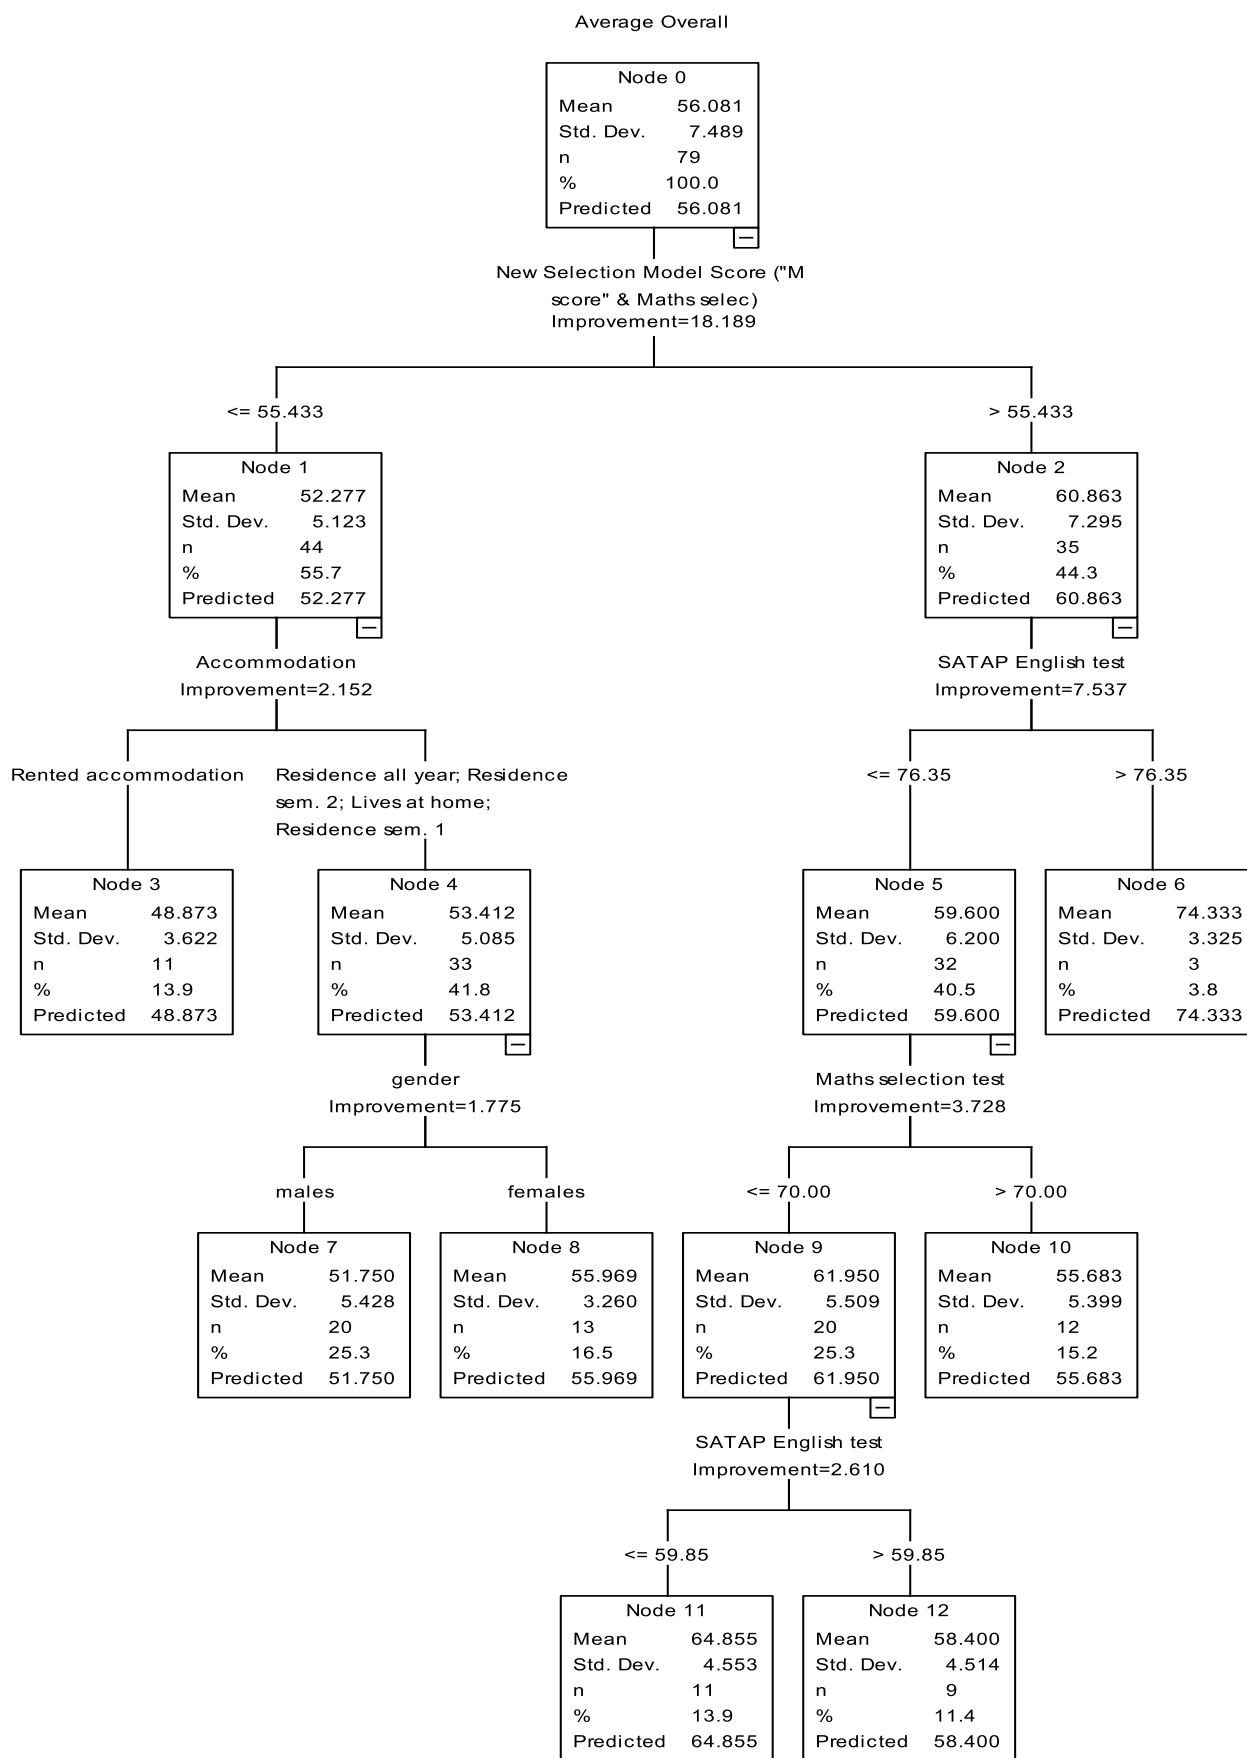 Average Overall
Node 0
Mean 56.081
Std. Dev. 7.489
n 79
% 100.0
Predicted 56.081
New Selection Model Score ("M
score" & Maths selec)
Improvement=18.189
<= 55.433
> 55.433
Node 1
Mean 52.277
Std. Dev. 5.123
n 44
% 55.7
Predicted 52.277
Node 2
Mean 60.863
Std. Dev. 7.295
n 35
% 44.3
Predicted 60.863
Accommodation
Improvement=2.152
SATAP English test
Improvement=7.537
Rented accommodation
Residence all year; Residence
sem. 2; Lives at home;
Residence sem. 1
<= 76.35
> 76.35
Node 3
Mean 48.873
Std. Dev. 3.622
n 11
% 13.9
Predicted 48.873
Node 4
Mean 53.412
Std. Dev. 5.085
n 33
% 41.8
Predicted 53.412
Node 5
Mean 59.600
Std. Dev. 6.200
n 32
% 40.5
Predicted 59.600
Node 6
Mean 74.333
Std. Dev. 3.325
n 3
% 3.8
Predicted 74.333
gender
Improvement=1.775
Maths selection test
Improvement=3.728
males
females
<= 70.00
> 70.00
Node 7
Mean 51.750
Std. Dev. 5.428
n 20
% 25.3
Predicted 51.750
Node 8
Mean 55.969
Std. Dev. 3.260
n 13
% 16.5
Predicted 55.969
Node 9
Mean 61.950
Std. Dev. 5.509
n 20
% 25.3
Predicted 61.950
Node 10
Mean 55.683
Std. Dev. 5.399
n 12
% 15.2
Predicted 55.683
SATAP English test
Improvement=2.610
<= 59.85
> 59.85
Node 11
Mean 64.855
Std. Dev. 4.553
n 11
% 13.9
Predicted 64.855
Node 12
Mean 58.400
Std. Dev. 4.514
n 9
% 11.4
Predicted 58.400